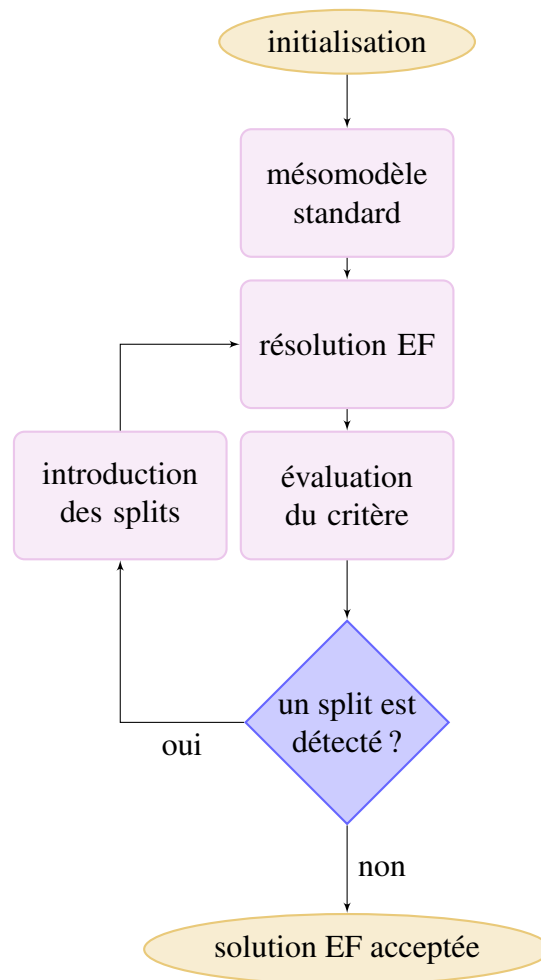 initialisation
mésomodèle
standard
résolution EF
introduction
des splits
évaluation
du critère
un split est
détecté ?
oui
non
solution EF acceptée